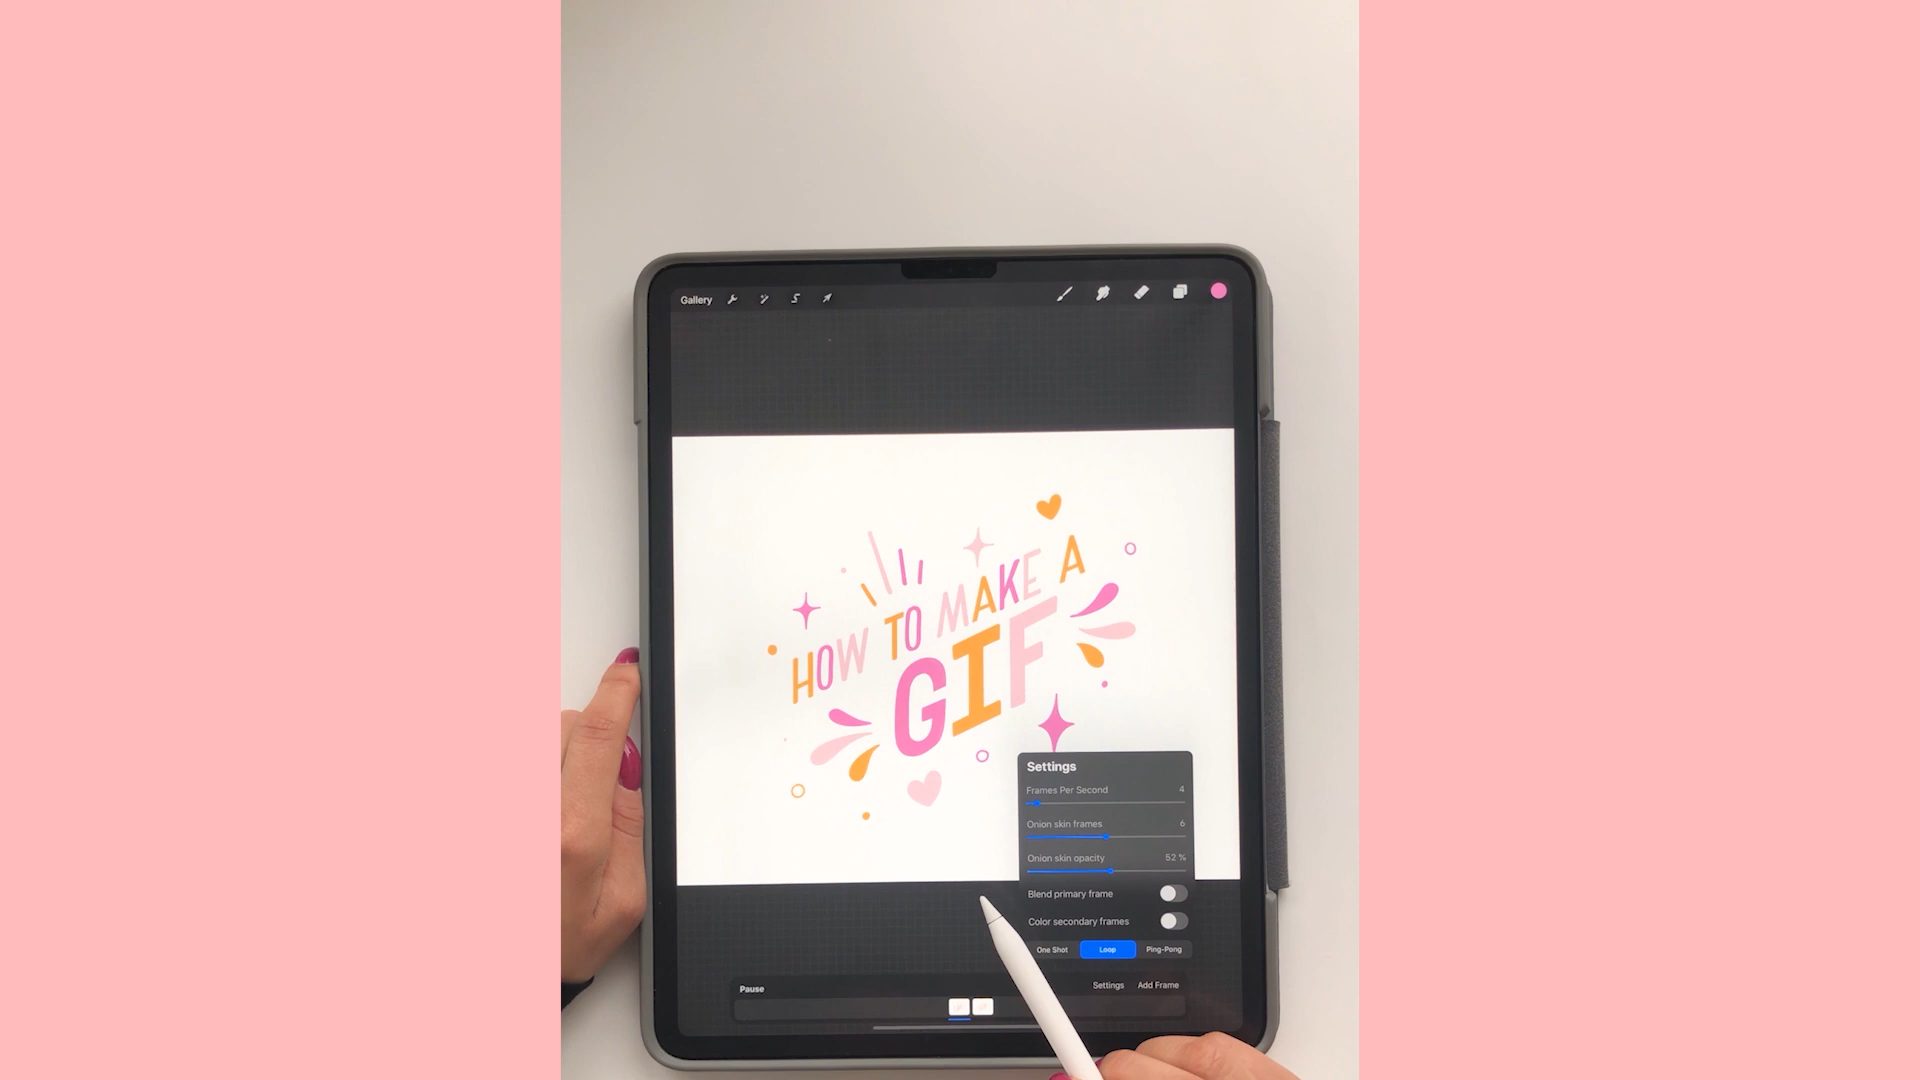 Gallery
HOW TO MAKE A
GIF
Settings
Frames Per Second 4
Onion skin frames 6
Onion skin opacity 52 %
Blend primary frame
Color secondary frames
One Shot Loop Ping-Pong
Pause Settings Add Frame